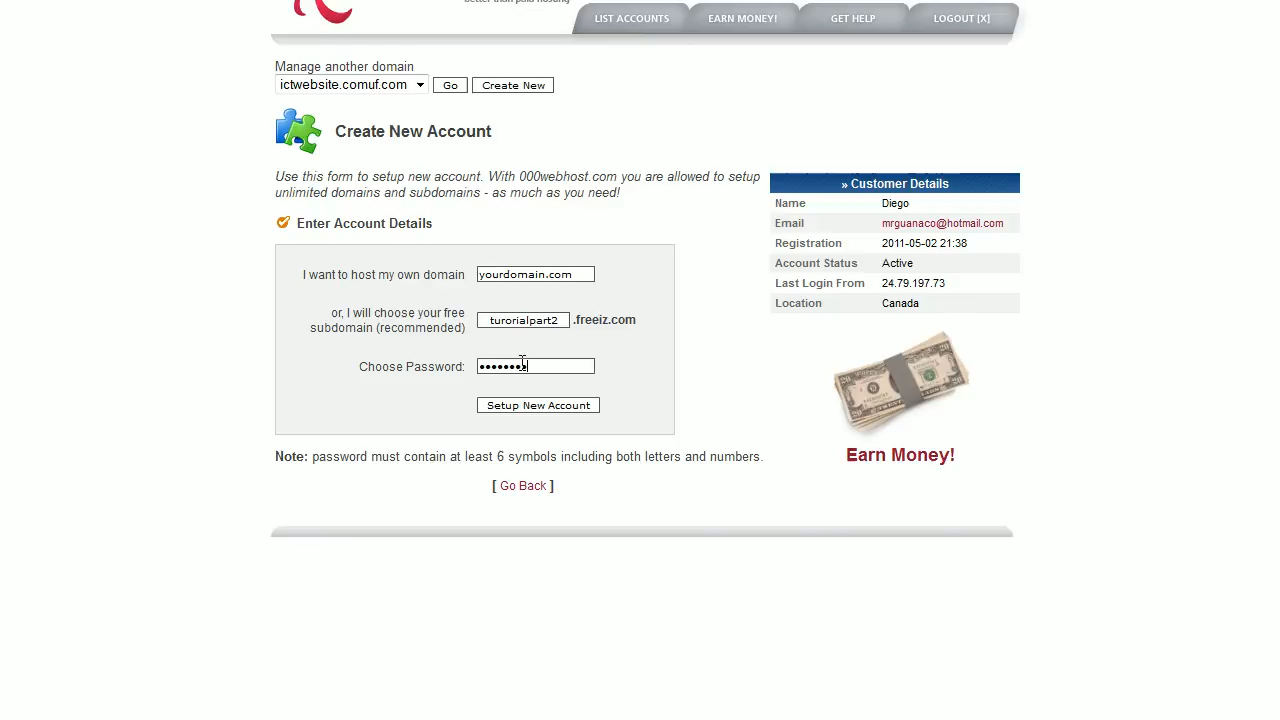 better than paid hosting
LIST ACCOUNTS
EARN MONEY!
GET HELP
LOGOUT [X]
Manage another domain
ictwebsite.comuf.com
Go
Create New
Create New Account
Use this form to setup new account. With 000webhost.com you are allowed to setup
unlimited domains and subdomains - as much as you need!
Enter Account Details
I want to host my own domain
yourdomain.com
or, I will choose your free
subdomain (recommended)
turorialpart2
.freeiz.com
Choose Password:
••••••••
Setup New Account
Note: password must contain at least 6 symbols including both letters and numbers.
[ Go Back ]
» Customer Details
Name Diego
Email mrguanaco@hotmail.com
Registration 2011-05-02 21:38
Account Status Active
Last Login From 24.79.197.73
Location Canada
Earn Money!